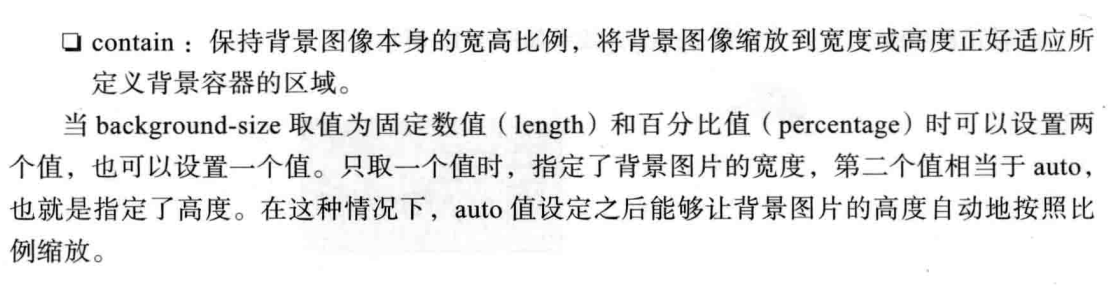 ❏ contain：保持背景图像本身的宽高比例，将背景图像缩放到宽度或高度正好适应所
定义背景容器的区域。
当 background-size 取值为固定数值（length）和百分比值（percentage）时可以设置两
个值，也可以设置一个值。只取一个值时，指定了背景图片的宽度，第二个值相当于 auto，
也就是指定了高度。在这种情况下，auto 值设定之后能够让背景图片的高度自动地按照比
例缩放。